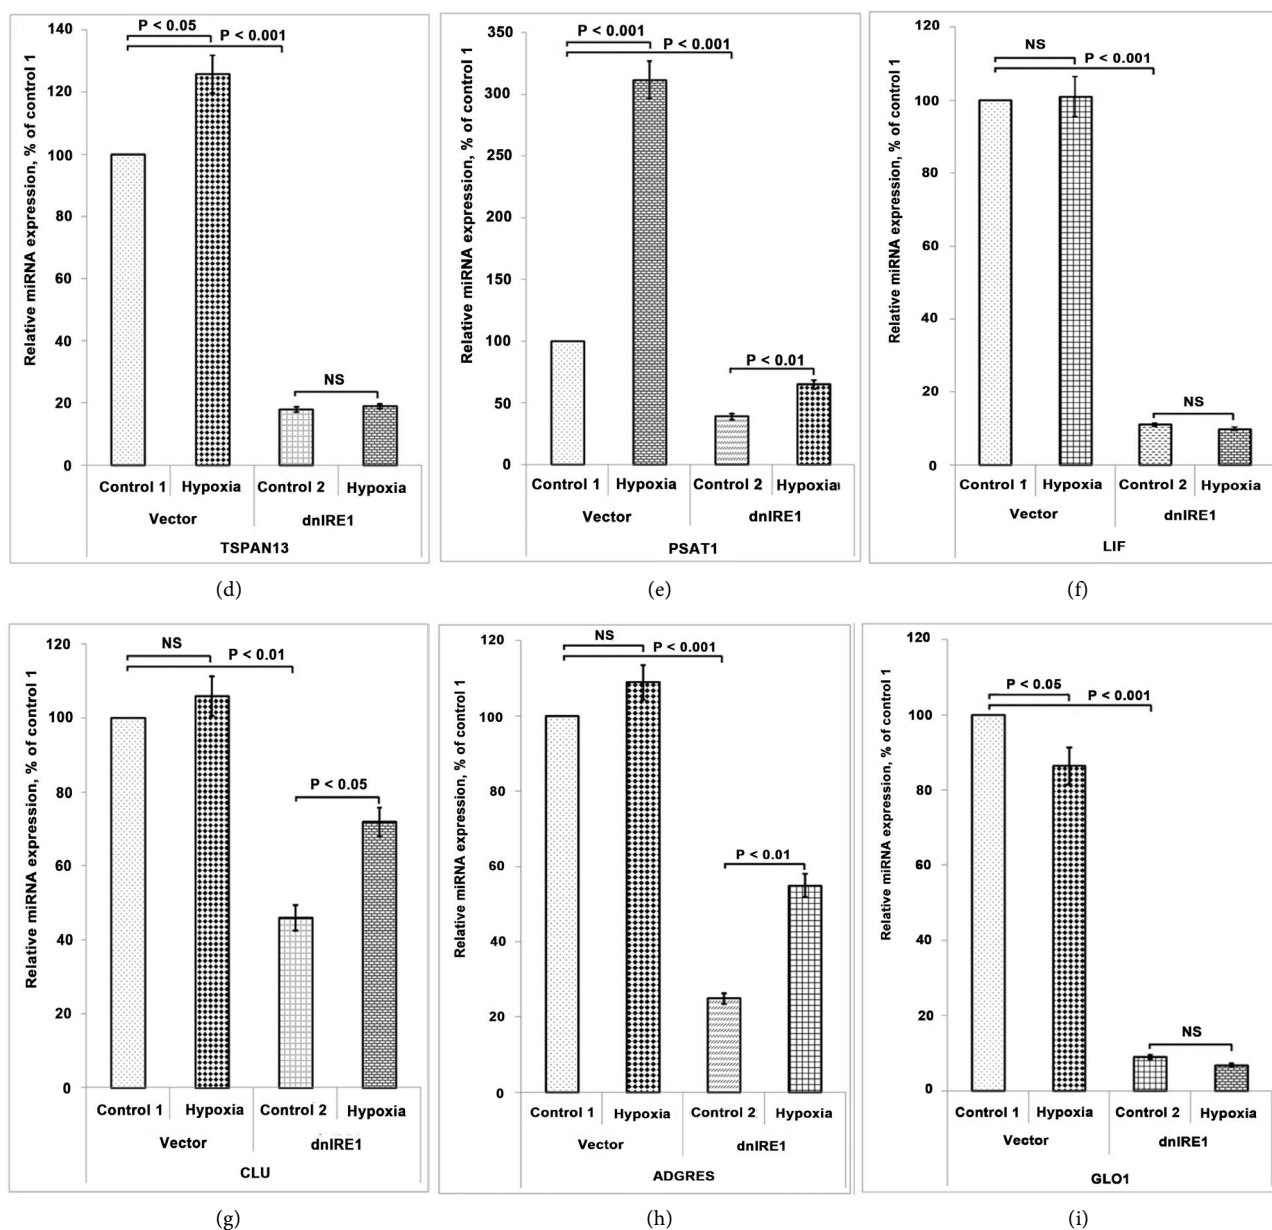 Relative miRNA expression, % of control 1
140
120
100
80
60
40
20
0
P < 0.05
P < 0.001
NS
Control 1 Hypoxia Control 2 Hypoxia
Vector dnIRE1
TSPAN13
(d)
Relative miRNA expression, % of control 1
350
300
250
200
150
100
50
0
P < 0.001
P < 0.001
P < 0.01
Control 1 Hypoxia Control 2 Hypoxia
Vector dnIRE1
PSAT1
(e)
Relative miRNA expression, % of control 1
120
100
80
60
40
20
0
NS
P < 0.001
NS
Control 1 Hypoxia Control 2 Hypoxia
Vector dnIRE1
LIF
(f)
Relative miRNA expression, % of control 1
120
100
80
60
40
20
0
NS
P < 0.01
P < 0.05
Control 1 Hypoxia Control 2 Hypoxia
Vector dnIRE1
CLU
(g)
Relative miRNA expression, % of control 1
120
100
80
60
40
20
0
NS
P < 0.001
P < 0.01
Control 1 Hypoxia Control 2 Hypoxia
Vector dnIRE1
ADGRES
(h)
Relative miRNA expression, % of control 1
120
100
80
60
40
20
0
P < 0.05
P < 0.001
NS
Control 1 Hypoxia Control 2 Hypoxia
Vector dnIRE1
GLO1
(i)